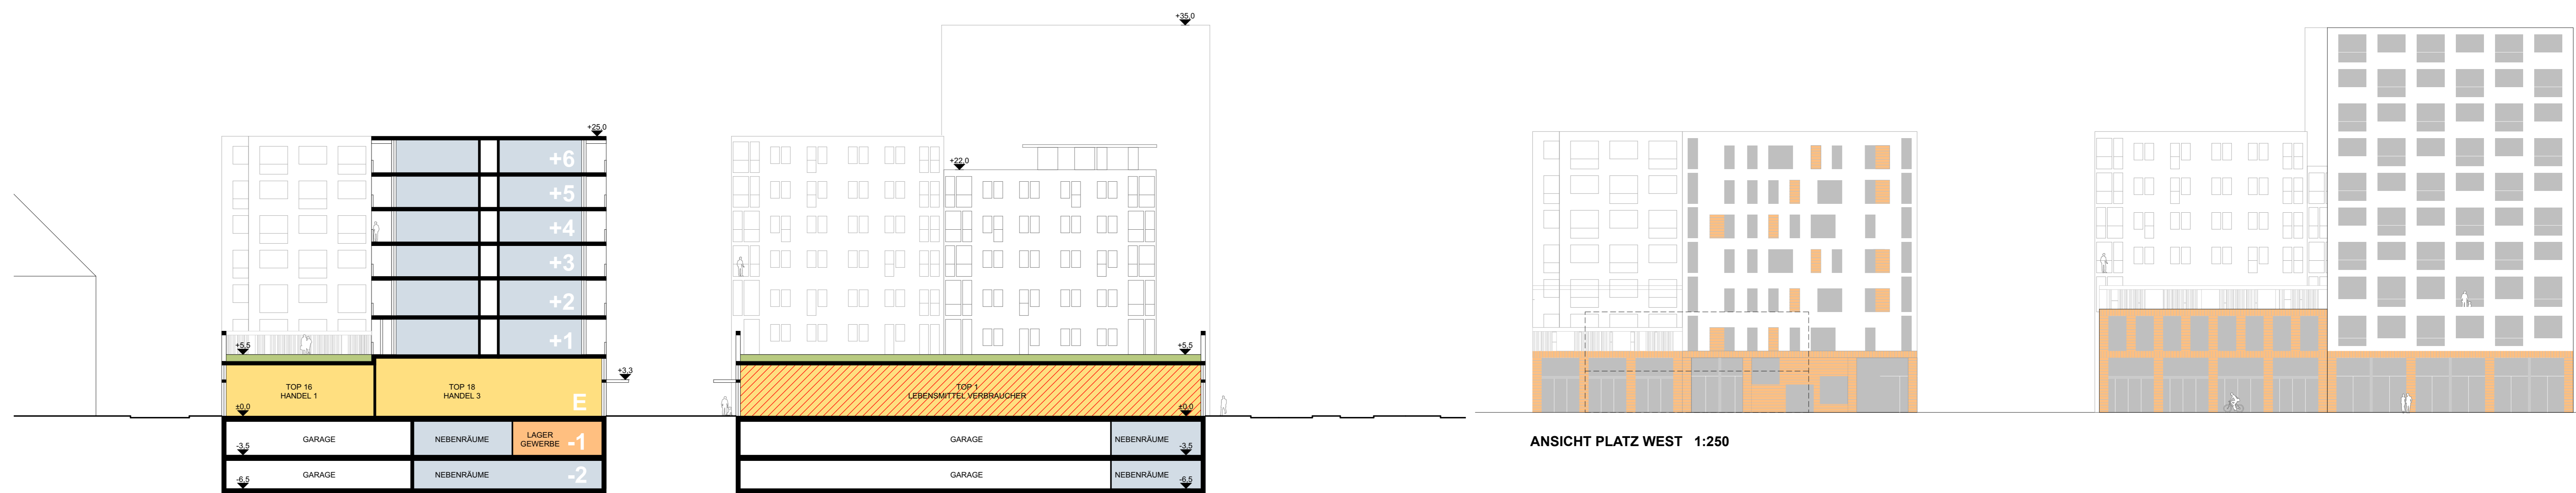 +35,0
+25,0
+6
+22,0
+5
+4
+3
+2
+1
+5,5
+5,5
+3,3
TOP 16
HANDEL 1
TOP 18
HANDEL 3
E
TOP 1
LEBENSMITTEL VERBRAUCHER
±0,0
±0,0
GARAGE
NEBENRÄUME
LAGER
GEWERBE
-1
-3,5
GARAGE
NEBENRÄUME
-3,5
ANSICHT PLATZ WEST 1:250
GARAGE
NEBENRÄUME
-2
-6,5
GARAGE
NEBENRÄUME
-6,5